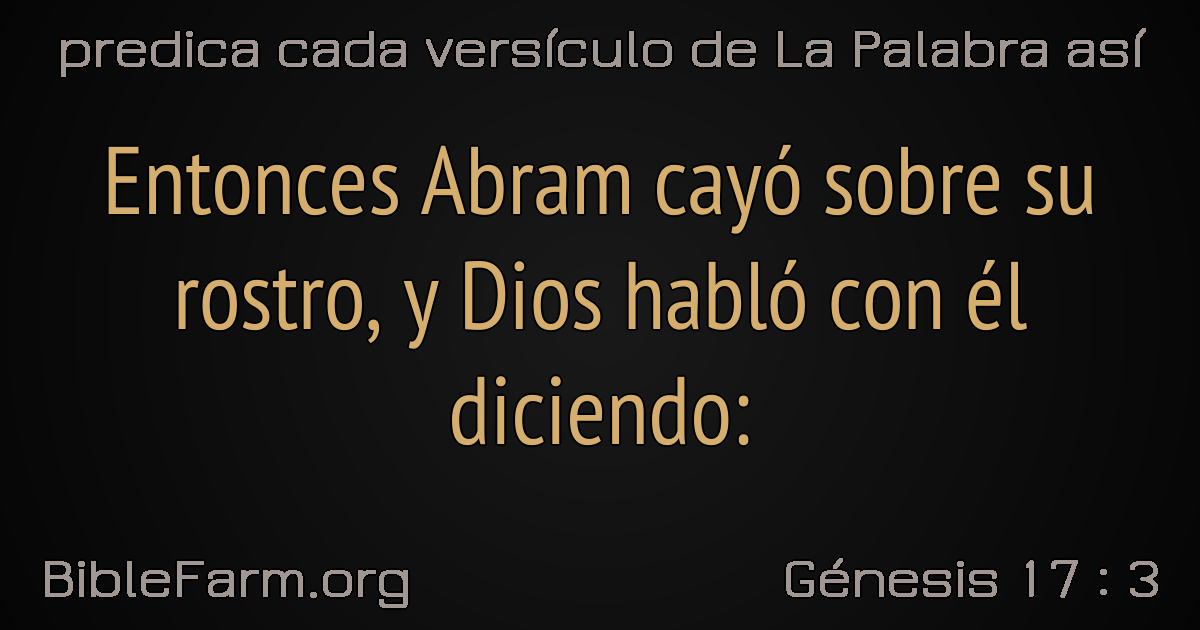 predica cada versículo de La Palabra así
Entonces Abram cayó sobre su
rostro, y Dios habló con él
diciendo:
BibleFarm.org
Génesis 17 : 3